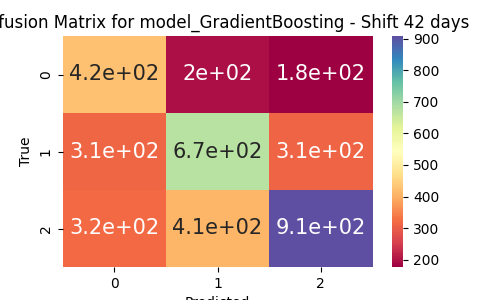 fusion Matrix for model_GradientBoosting - Shift 42 days
0 4.2e+02 2e+02 1.8e+02
1 3.1e+02 6.7e+02 3.1e+02
2 3.2e+02 4.1e+02 9.1e+02
0 1 2
True
Predicted
900
800
700
600
500
400
300
200